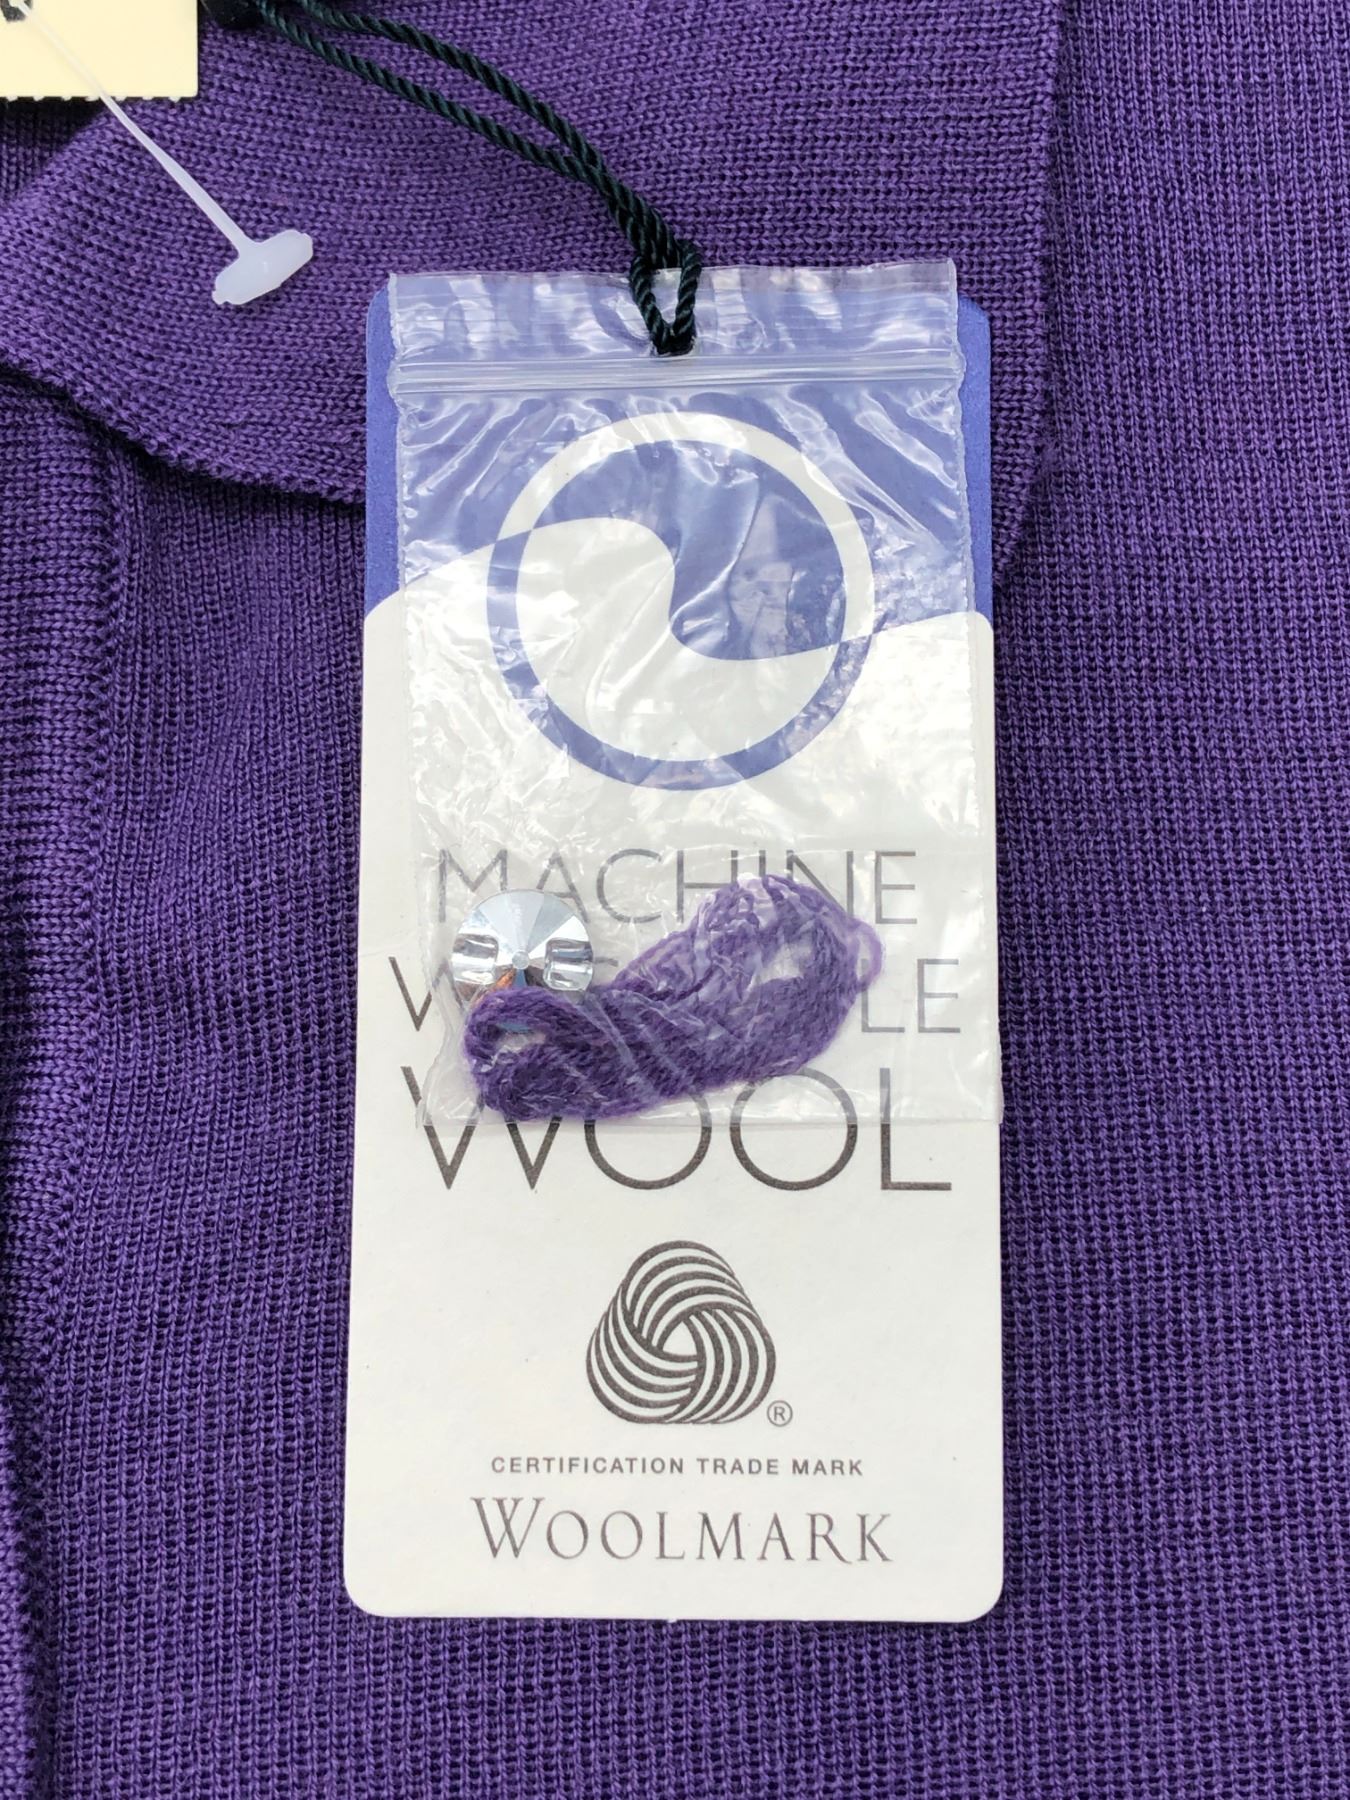 MACHINE
WOOL
®
CERTIFICATION TRADE MARK
WOOLMARK